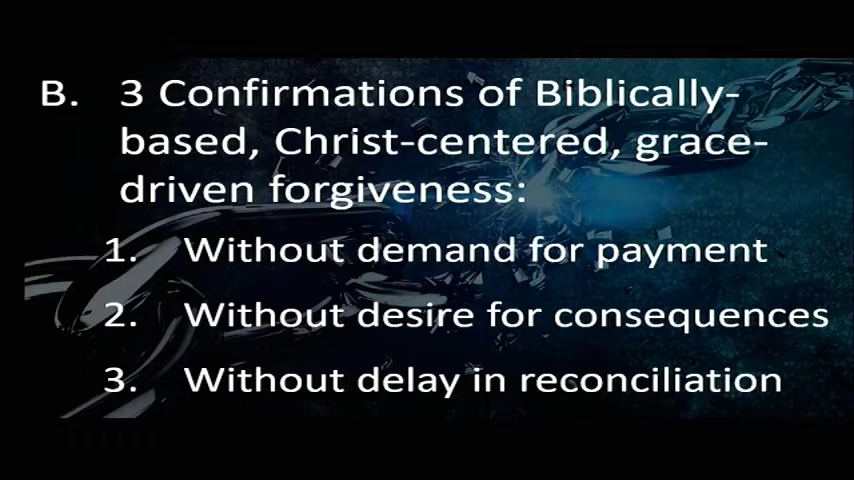 B. 3 Confirmations of Biblically-
based, Christ-centered, grace-
driven forgiveness:
1. Without demand for payment
2. Without desire for consequences
3. Without delay in reconciliation